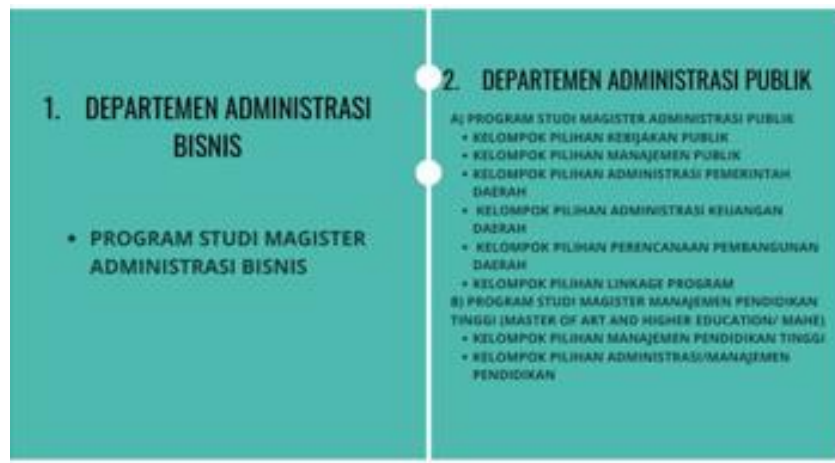 1. DEPARTEMEN ADMINISTRASI
BISNIS
• PROGRAM STUDI MAGISTER
ADMINISTRASI BISNIS
2. DEPARTEMEN ADMINISTRASI PUBLIK
A) PROGRAM STUDI MAGISTER ADMINISTRASI PUBLIK
• KELOMPOK PILIHAN KEBIJAKAN PUBLIK
• KELOMPOK PILIHAN MANAJEMEN PUBLIK
• KELOMPOK PILIHAN ADMINISTRASI PEMERINTAH
DAERAH
• KELOMPOK PILIHAN ADMINISTRASI KEUANGAN
DAERAH
• KELOMPOK PILIHAN PERENCANAAN PEMBANGUNAN
DAERAH
• KELOMPOK PILIHAN LINKAGE PROGRAM
B) PROGRAM STUDI MAGISTER MANAJEMEN PENDIDIKAN
TINGGI (MASTER OF ART AND HIGHER EDUCATION/ MAHE)
• KELOMPOK PILIHAN MANAJEMEN PENDIDIKAN TINGGI
• KELOMPOK PILIHAN ADMINISTRASI/MANAJEMEN
PENDIDIKAN